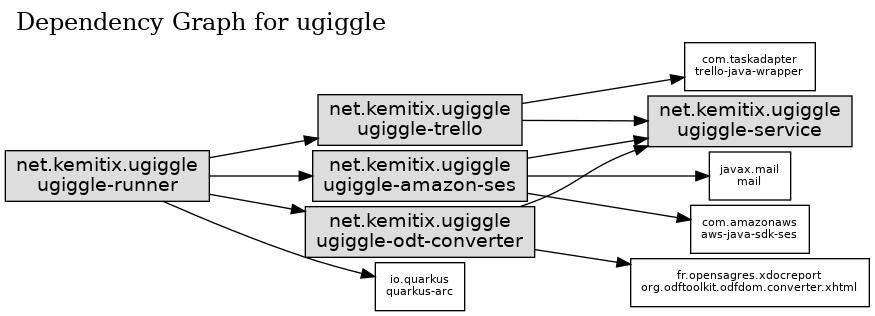 Dependency Graph for ugiggle
com.taskadapter
trello-java-wrapper
net.kemitix.ugiggle
ugiggle-trello
net.kemitix.ugiggle
ugiggle-service
net.kemitix.ugiggle
ugiggle-runner
net.kemitix.ugiggle
ugiggle-amazon-ses
javax.mail
mail
net.kemitix.ugiggle
ugiggle-odt-converter
com.amazonaws
aws-java-sdk-ses
io.quarkus
quarkus-arc
fr.opensagres.xdocreport
org.odftoolkit.odfdom.converter.xhtml